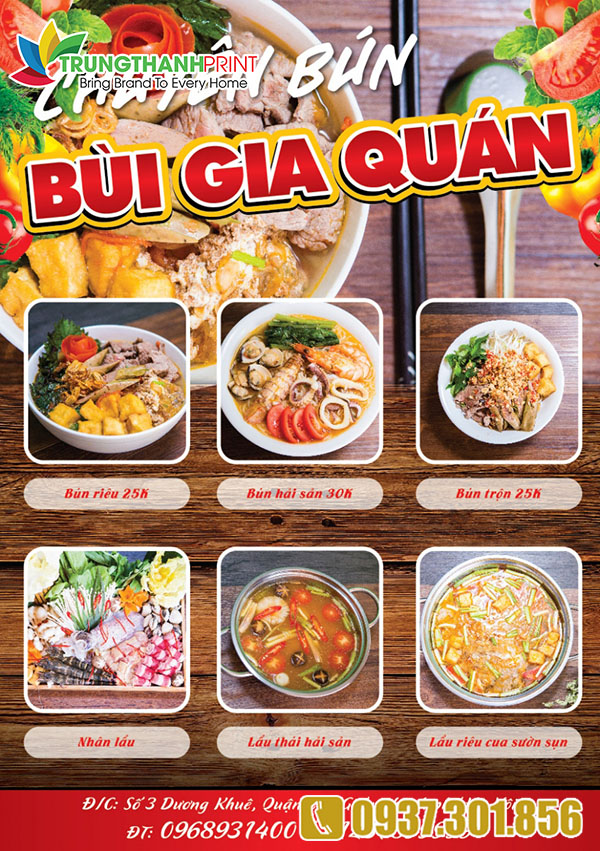 TRUNGTHANHPRINT
Bring Brand To Every Home
BÚN
BÙI GIA QUÁN
Bún riêu 25K
Bún hải sản 30K
Bún trộn 25K
Nhân lẩu
Lẩu thái hải sản
Lẩu riêu cua sườn sụn
Đ/C: Số 3 Dương Khuê, Quận
ĐT: 0968931400
0937.301.856